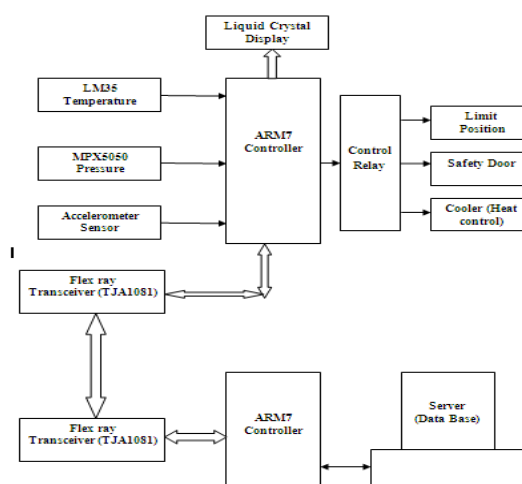 Liquid Crystal
Display
LM35
Temperature
MPX5050
Pressure
Accelerometer
Sensor
ARM7
Controller
Control
Relay
Limit
Position
Safety Door
Cooler (Heat
control)
I
Flex ray
Transceiver (TJA1081)
Flex ray
Transceiver (TJA1081)
ARM7
Controller
Server
(Data Base)